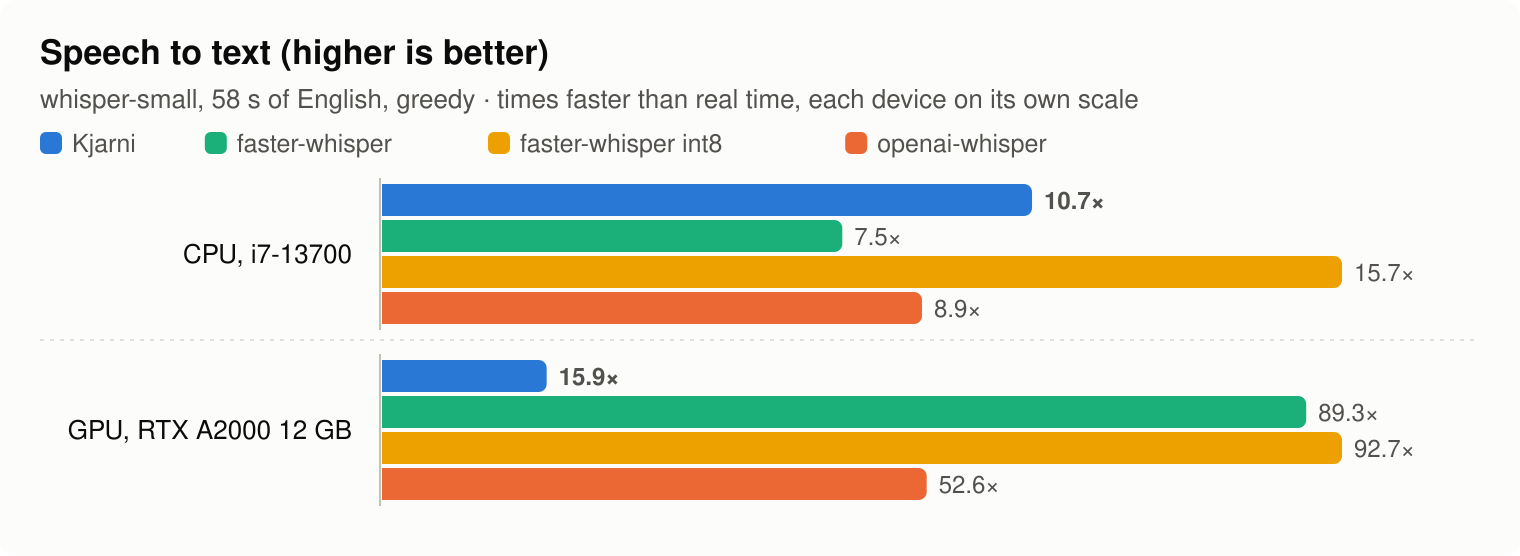 Speech to text (higher is better)
whisper-small, 58 s of English, greedy · times faster than real time, each device on its own scale
Kjarni faster-whisper faster-whisper int8 openai-whisper
CPU, i7-13700
10.7×
7.5×
15.7×
8.9×
GPU, RTX A2000 12 GB
15.9×
89.3×
92.7×
52.6×